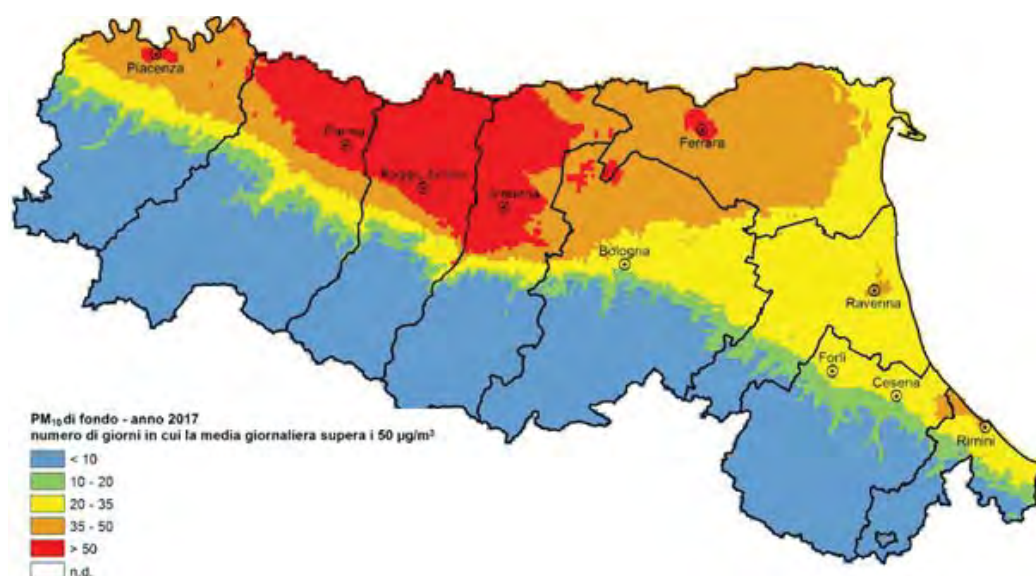 Piacenza
Parma
Reggio Emilia
Modena
Ferrara
Bologna
Ravenna
Forlì
Cesena
Rimini
PM₁₀ di fondo - anno 2017
numero di giorni in cui la media giornaliera supera i 50 µg/m³
< 10
10 - 20
20 - 35
35 - 50
> 50
n.d.